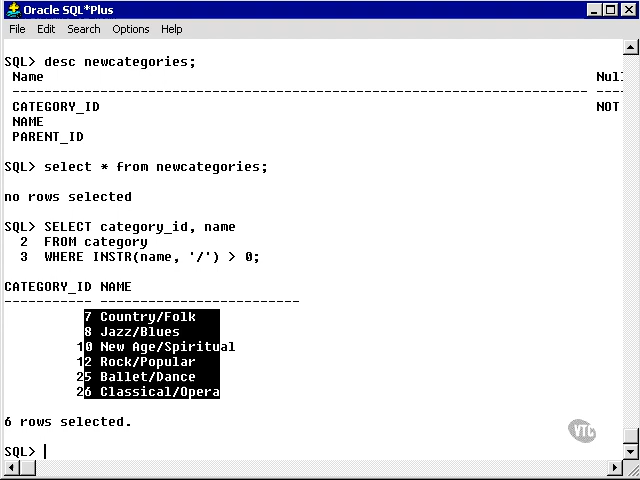 Oracle SQL*Plus
File Edit Search Options Help
SQL> desc newcategories;
Name Null
-------------------------------------------------------------------------- ----
CATEGORY_ID NOT
NAME
PARENT_ID
SQL> select * from newcategories;
no rows selected
SQL> SELECT category_id, name
2 FROM category
3 WHERE INSTR(name, '/') > 0;
CATEGORY_ID NAME
----------- -------------------------
7 Country/Folk
8 Jazz/Blues
10 New Age/Spiritual
12 Rock/Popular
25 Ballet/Dance
26 Classical/Opera
6 rows selected.
VTC
SQL>